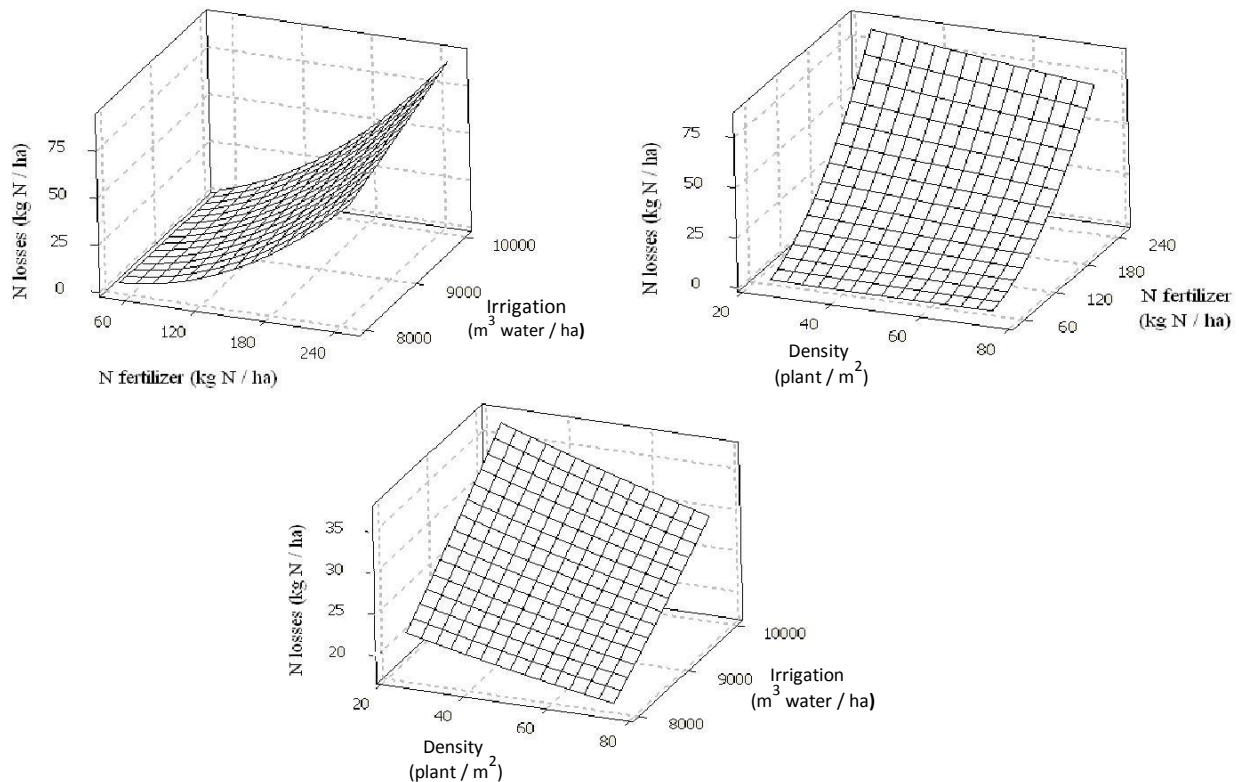 75
50
25
0
N losses (kg N / ha)
60
120
180
240
N fertilizer (kg N / ha)
8000
9000
10000
Irrigation
(m³ water / ha)
75
50
25
0
N losses (kg N / ha)
20
40
60
80
Density
(plant / m²)
60
120
180
240
N fertilizer
(kg N / ha)
35
30
25
20
N losses (kg N / ha)
20
40
60
80
Density
(plant / m²)
8000
9000
10000
Irrigation
(m³ water / ha)